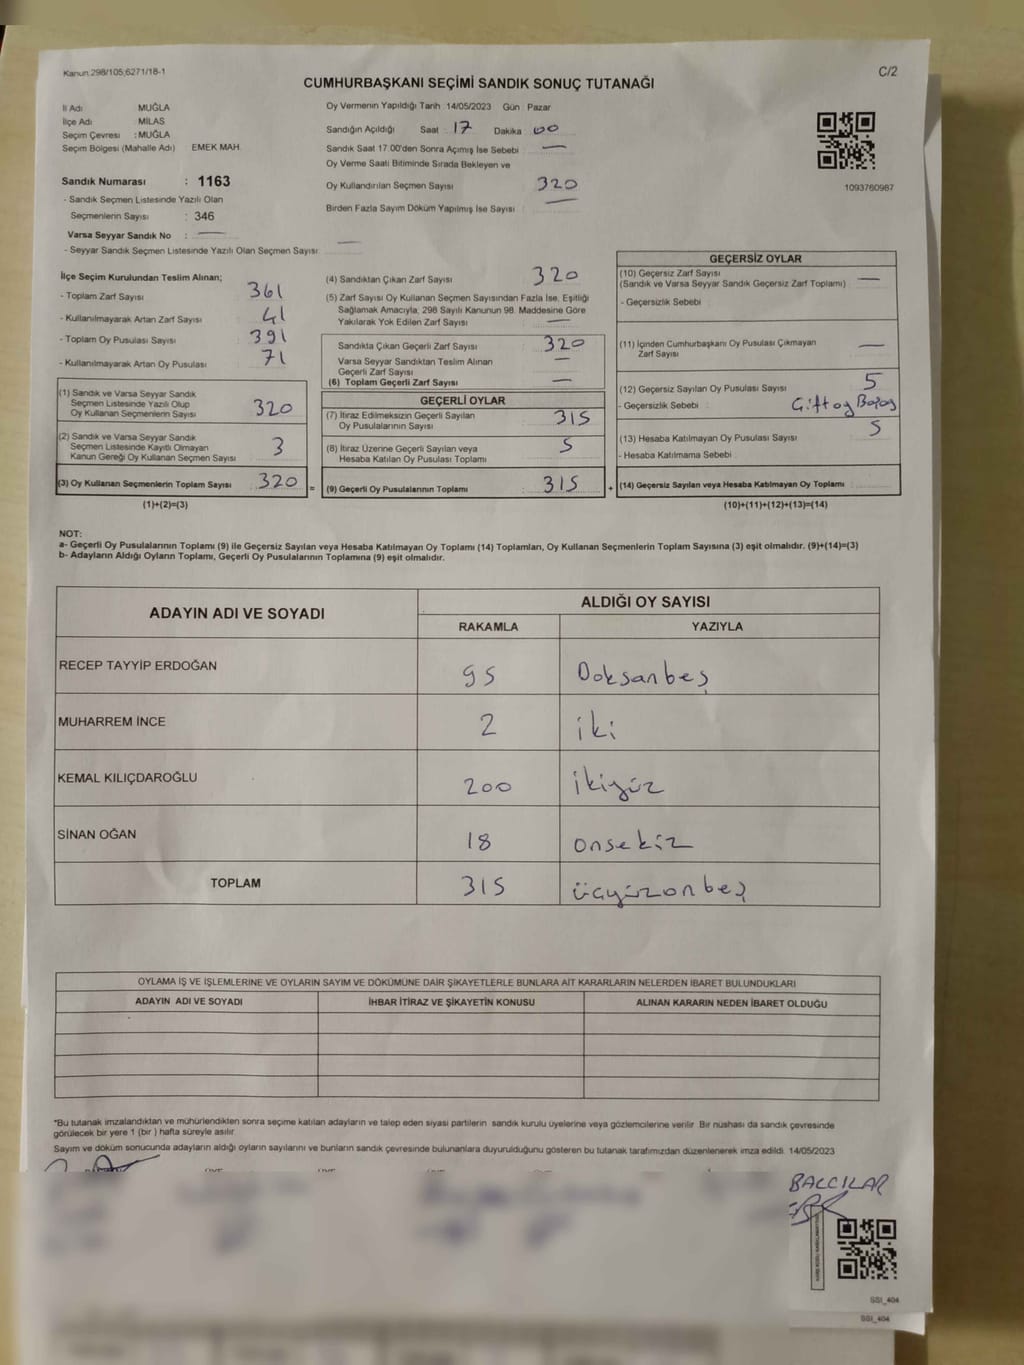 Kanun:298/105;6271/18-1
C/2
CUMHURBAŞKANI SEÇİMİ SANDIK SONUÇ TUTANAĞI
İl Adı MUĞLA
İlçe Adı MİLAS
Seçim Çevresi : MUĞLA
Seçim Bölgesi (Mahalle Adı) EMEK MAH.
Sandık Numarası : 1163
- Sandık Seçmen Listesinde Yazılı Olan
Seçmenlerin Sayısı : 346
Varsa Seyyar Sandık No : —
- Seyyar Sandık Seçmen Listesinde Yazılı Olan Seçmen Sayısı: —
Oy Vermenin Yapıldığı Tarih :14/05/2023 Gün : Pazar
Sandığın Açıldığı Saat : 17 Dakika : 00
Sandık Saat 17.00'den Sonra Açımış İse Sebebi : —
Oy Verme Saati Bitiminde Sırada Bekleyen ve
Oy Kullandırılan Seçmen Sayısı 320
Birden Fazla Sayım Döküm Yapılmış İse Sayısı : —
1093760987
İlçe Seçim Kurulundan Teslim Alınan;
- Toplam Zarf Sayısı 361
- Kullanılmayarak Artan Zarf Sayısı 41
- Toplam Oy Pusulası Sayısı 391
- Kullanılmayarak Artan Oy Pusulası 71
(1) Sandık ve Varsa Seyyar Sandık
Seçmen Listesinde Yazılı Olup
Oy Kullanan Seçmenlerin Sayısı 320
(2) Sandık ve Varsa Seyyar Sandık
Seçmen Listesinde Kayıtlı Olmayan
Kanun Gereği Oy Kullanan Seçmen Sayısı 3
(3) Oy Kullanan Seçmenlerin Toplam Sayısı 320 =
(1)+(2)=(3)
(4) Sandıktan Çıkan Zarf Sayısı 320
(5) Zarf Sayısı Oy Kullanan Seçmen Sayısından Fazla İse, Eşitliği
Sağlamak Amacıyla, 298 Sayılı Kanunun 98. Maddesine Göre
Yakılarak Yok Edilen Zarf Sayısı : —
Sandıkta Çıkan Geçerli Zarf Sayısı 320
Varsa Seyyar Sandıktan Teslim Alınan
Geçerli Zarf Sayısı —
(6) Toplam Geçerli Zarf Sayısı —
GEÇERLİ OYLAR
(7) İtiraz Edilmeksizin Geçerli Sayılan
Oy Pusulalarının Sayısı 315
(8) İtiraz Üzerine Geçerli Sayılan veya
Hesaba Katılan Oy Pusulası Toplamı 5
(9) Geçerli Oy Pusulalarının Toplamı 315 +
GEÇERSİZ OYLAR
(10) Geçersiz Zarf Sayısı
(Sandık ve Varsa Seyyar Sandık Geçersiz Zarf Toplamı) : —
- Geçersizlik Sebebi :
(11) İçinden Cumhurbaşkanı Oy Pusulası Çıkmayan
Zarf Sayısı —
(12) Geçersiz Sayılan Oy Pusulası Sayısı 5
- Geçersizlik Sebebi : Çift oy
(13) Hesaba Katılmayan Oy Pusulası Sayısı 5
- Hesaba Katılmama Sebebi :
(14) Geçersiz Sayılan veya Hesaba Katılmayan Oy Toplamı :
(10)+(11)+(12)+(13)=(14)
NOT:
a- Geçerli Oy Pusulalarının Toplamı (9) ile Geçersiz Sayılan veya Hesaba Katılmayan Oy Toplamı (14) Toplamları, Oy Kullanan Seçmenlerin Toplam Sayısına (3) eşit olmalıdır. (9)+(14)=(3)
b- Adayların Aldığı Oyların Toplamı, Geçerli Oy Pusulalarının Toplamına (9) eşit olmalıdır.
ADAYIN ADI VE SOYADI
ALDIĞI OY SAYISI
RAKAMLA YAZIYLA
RECEP TAYYİP ERDOĞAN 95 Doksanbeş
MUHARREM İNCE 2 iki
KEMAL KILIÇDAROĞLU 200 ikiyüz
SİNAN OĞAN 18 onsekiz
TOPLAM 315 üçyüzonbeş
OYLAMA İŞ VE İŞLEMLERİNE VE OYLARIN SAYIM VE DÖKÜMÜNE DAİR ŞİKAYETLERLE BUNLARA AİT KARARLARIN NELERDEN İBARET BULUNDUKLARI
ADAYIN ADI VE SOYADI İHBAR İTİRAZ VE ŞİKAYETİN KONUSU ALINAN KARARIN NEDEN İBARET OLDUĞU
*Bu tutanak imzalandıktan ve mühürlendikten sonra seçime katılan adayların ve talep eden siyasi partilerin sandık kurulu üyelerine veya gözlemcilerine verilir. Bir nüshası da sandık çevresinde
görülecek bir yere 1 (bir ) hafta süreyle asılır.
Sayım ve döküm sonucunda adayların aldığı oyların sayılarını ve bunların sandık çevresinde bulunanlara duyurulduğunu gösteren bu tutanak tarafımızdan düzenlenerek imza edildi. 14/05/2023
BALCILAR
SSI_404
SSI_404